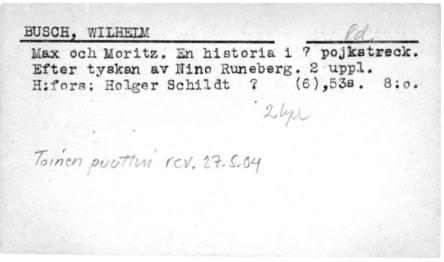 BUSCH, WILHELM Rd.
Max och Moritz. En historia i 7 pojkstreck.
Efter tyskan av Nino Runeberg. 2 uppl.
H:fors: Holger Schildt ? (6),53s. 8:o.
2 kpl
Toinen puuttui rev. 27.5.04